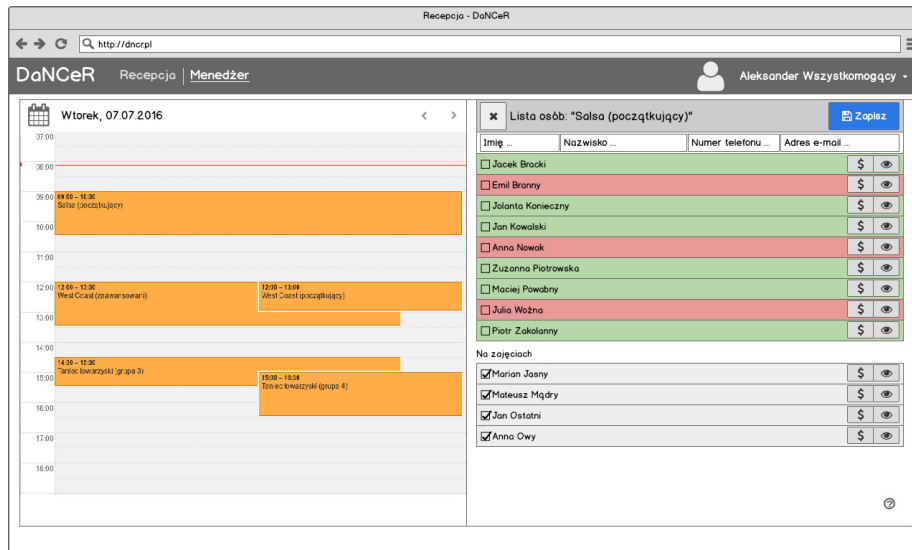 Recepcja - DaNCeR
http://dncr.pl
DaNCeR Recepcja Menedżer Aleksander Wszystkomogący
Wtorek, 07.07.2016
07:00
08:00
09:00
09:00 – 10:30
Salsa (początkujący)
10:00
11:00
12:00
12:00 – 13:30
West Coast (zaawansowani)
12:00 – 13:00
West Coast (początkujący)
13:00
14:00
14:30 – 15:30
Taniec towarzyski (grupa 3)
15:00
15:00 – 16:30
Taniec towarzyski (grupa 4)
16:00
17:00
18:00
Lista osób: "Salsa (początkujący)" Zapisz
Imię ... Nazwisko ... Numer telefonu ... Adres e-mail ...
Jacek Bracki $
Emil Branny $
Jolanta Konieczny $
Jan Kowalski $
Anna Nowak $
Zuzanna Piotrowska $
Maciej Powabny $
Julia Woźna $
Piotr Zakolanny $
Na zajęciach
Marian Jasny $
Mateusz Mądry $
Jan Ostatni $
Anna Owy $